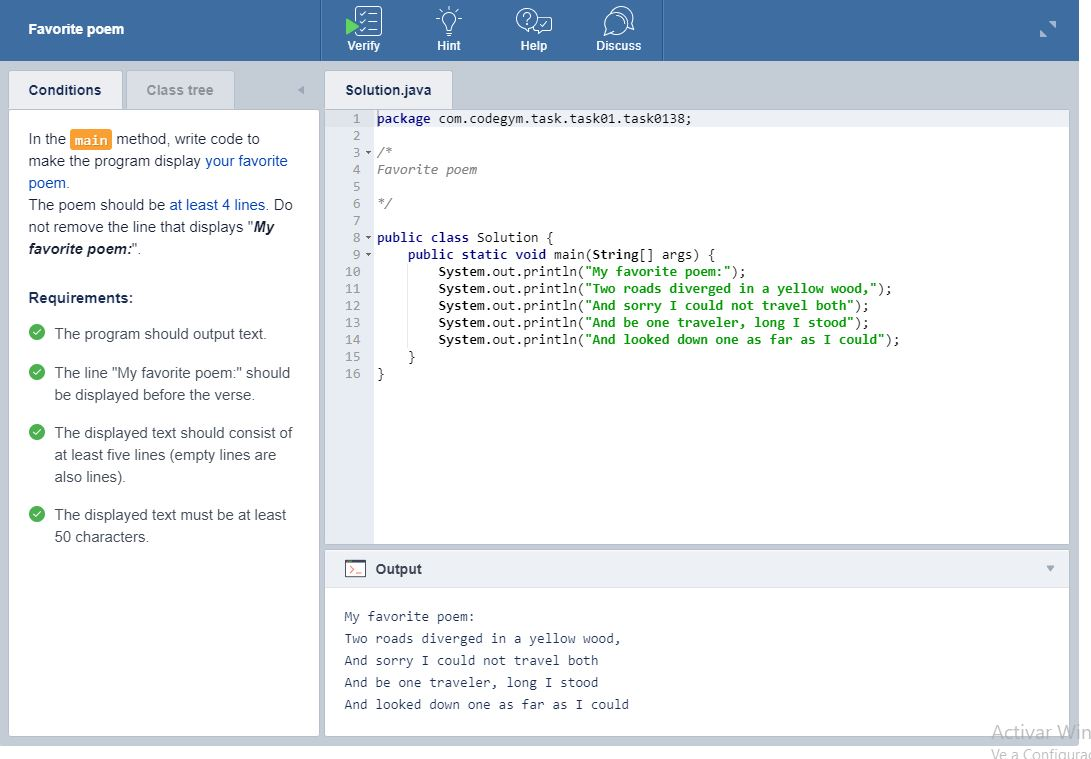 Favorite poem
Verify
Hint
Help
Discuss
Conditions
Class tree
Solution.java
In the main method, write code to
make the program display your favorite
poem.
The poem should be at least 4 lines. Do
not remove the line that displays "My
favorite poem:".
Requirements:
The program should output text.
The line "My favorite poem:" should
be displayed before the verse.
The displayed text should consist of
at least five lines (empty lines are
also lines).
The displayed text must be at least
50 characters.
1 package com.codegym.task.task01.task0138;
2
3 /*
4 Favorite poem
5
6 */
7
8 public class Solution {
9 public static void main(String[] args) {
10 System.out.println("My favorite poem:");
11 System.out.println("Two roads diverged in a yellow wood,");
12 System.out.println("And sorry I could not travel both");
13 System.out.println("And be one traveler, long I stood");
14 System.out.println("And looked down one as far as I could");
15 }
16 }
Output
My favorite poem:
Two roads diverged in a yellow wood,
And sorry I could not travel both
And be one traveler, long I stood
And looked down one as far as I could
Activar Win
Ve a Configurac